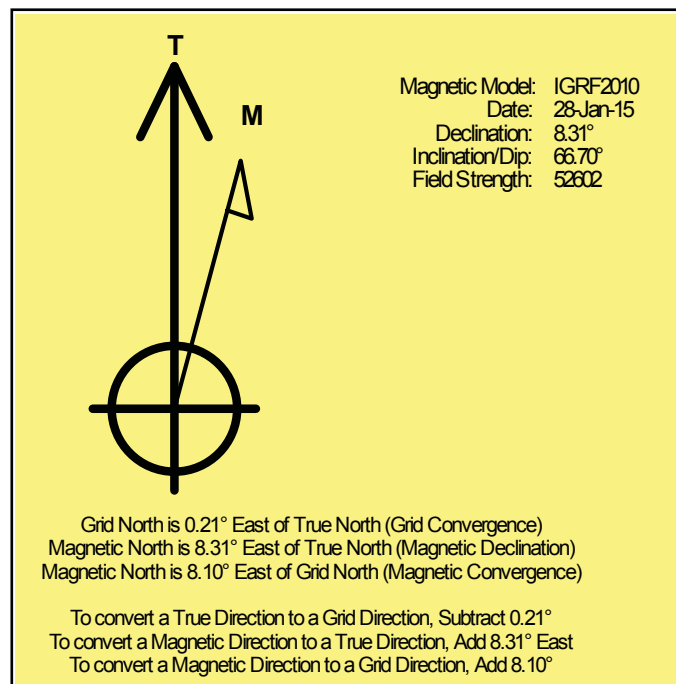 T
M
Magnetic Model: IGRF2010
Date: 28-Jan-15
Declination: 8.31°
Inclination/Dip: 66.70°
Field Strength: 52602
Grid North is 0.21° East of True North (Grid Convergence)
Magnetic North is 8.31° East of True North (Magnetic Declination)
Magnetic North is 8.10° East of Grid North (Magnetic Convergence)
To convert a True Direction to a Grid Direction, Subtract 0.21°
To convert a Magnetic Direction to a True Direction, Add 8.31° East
To convert a Magnetic Direction to a Grid Direction, Add 8.10°